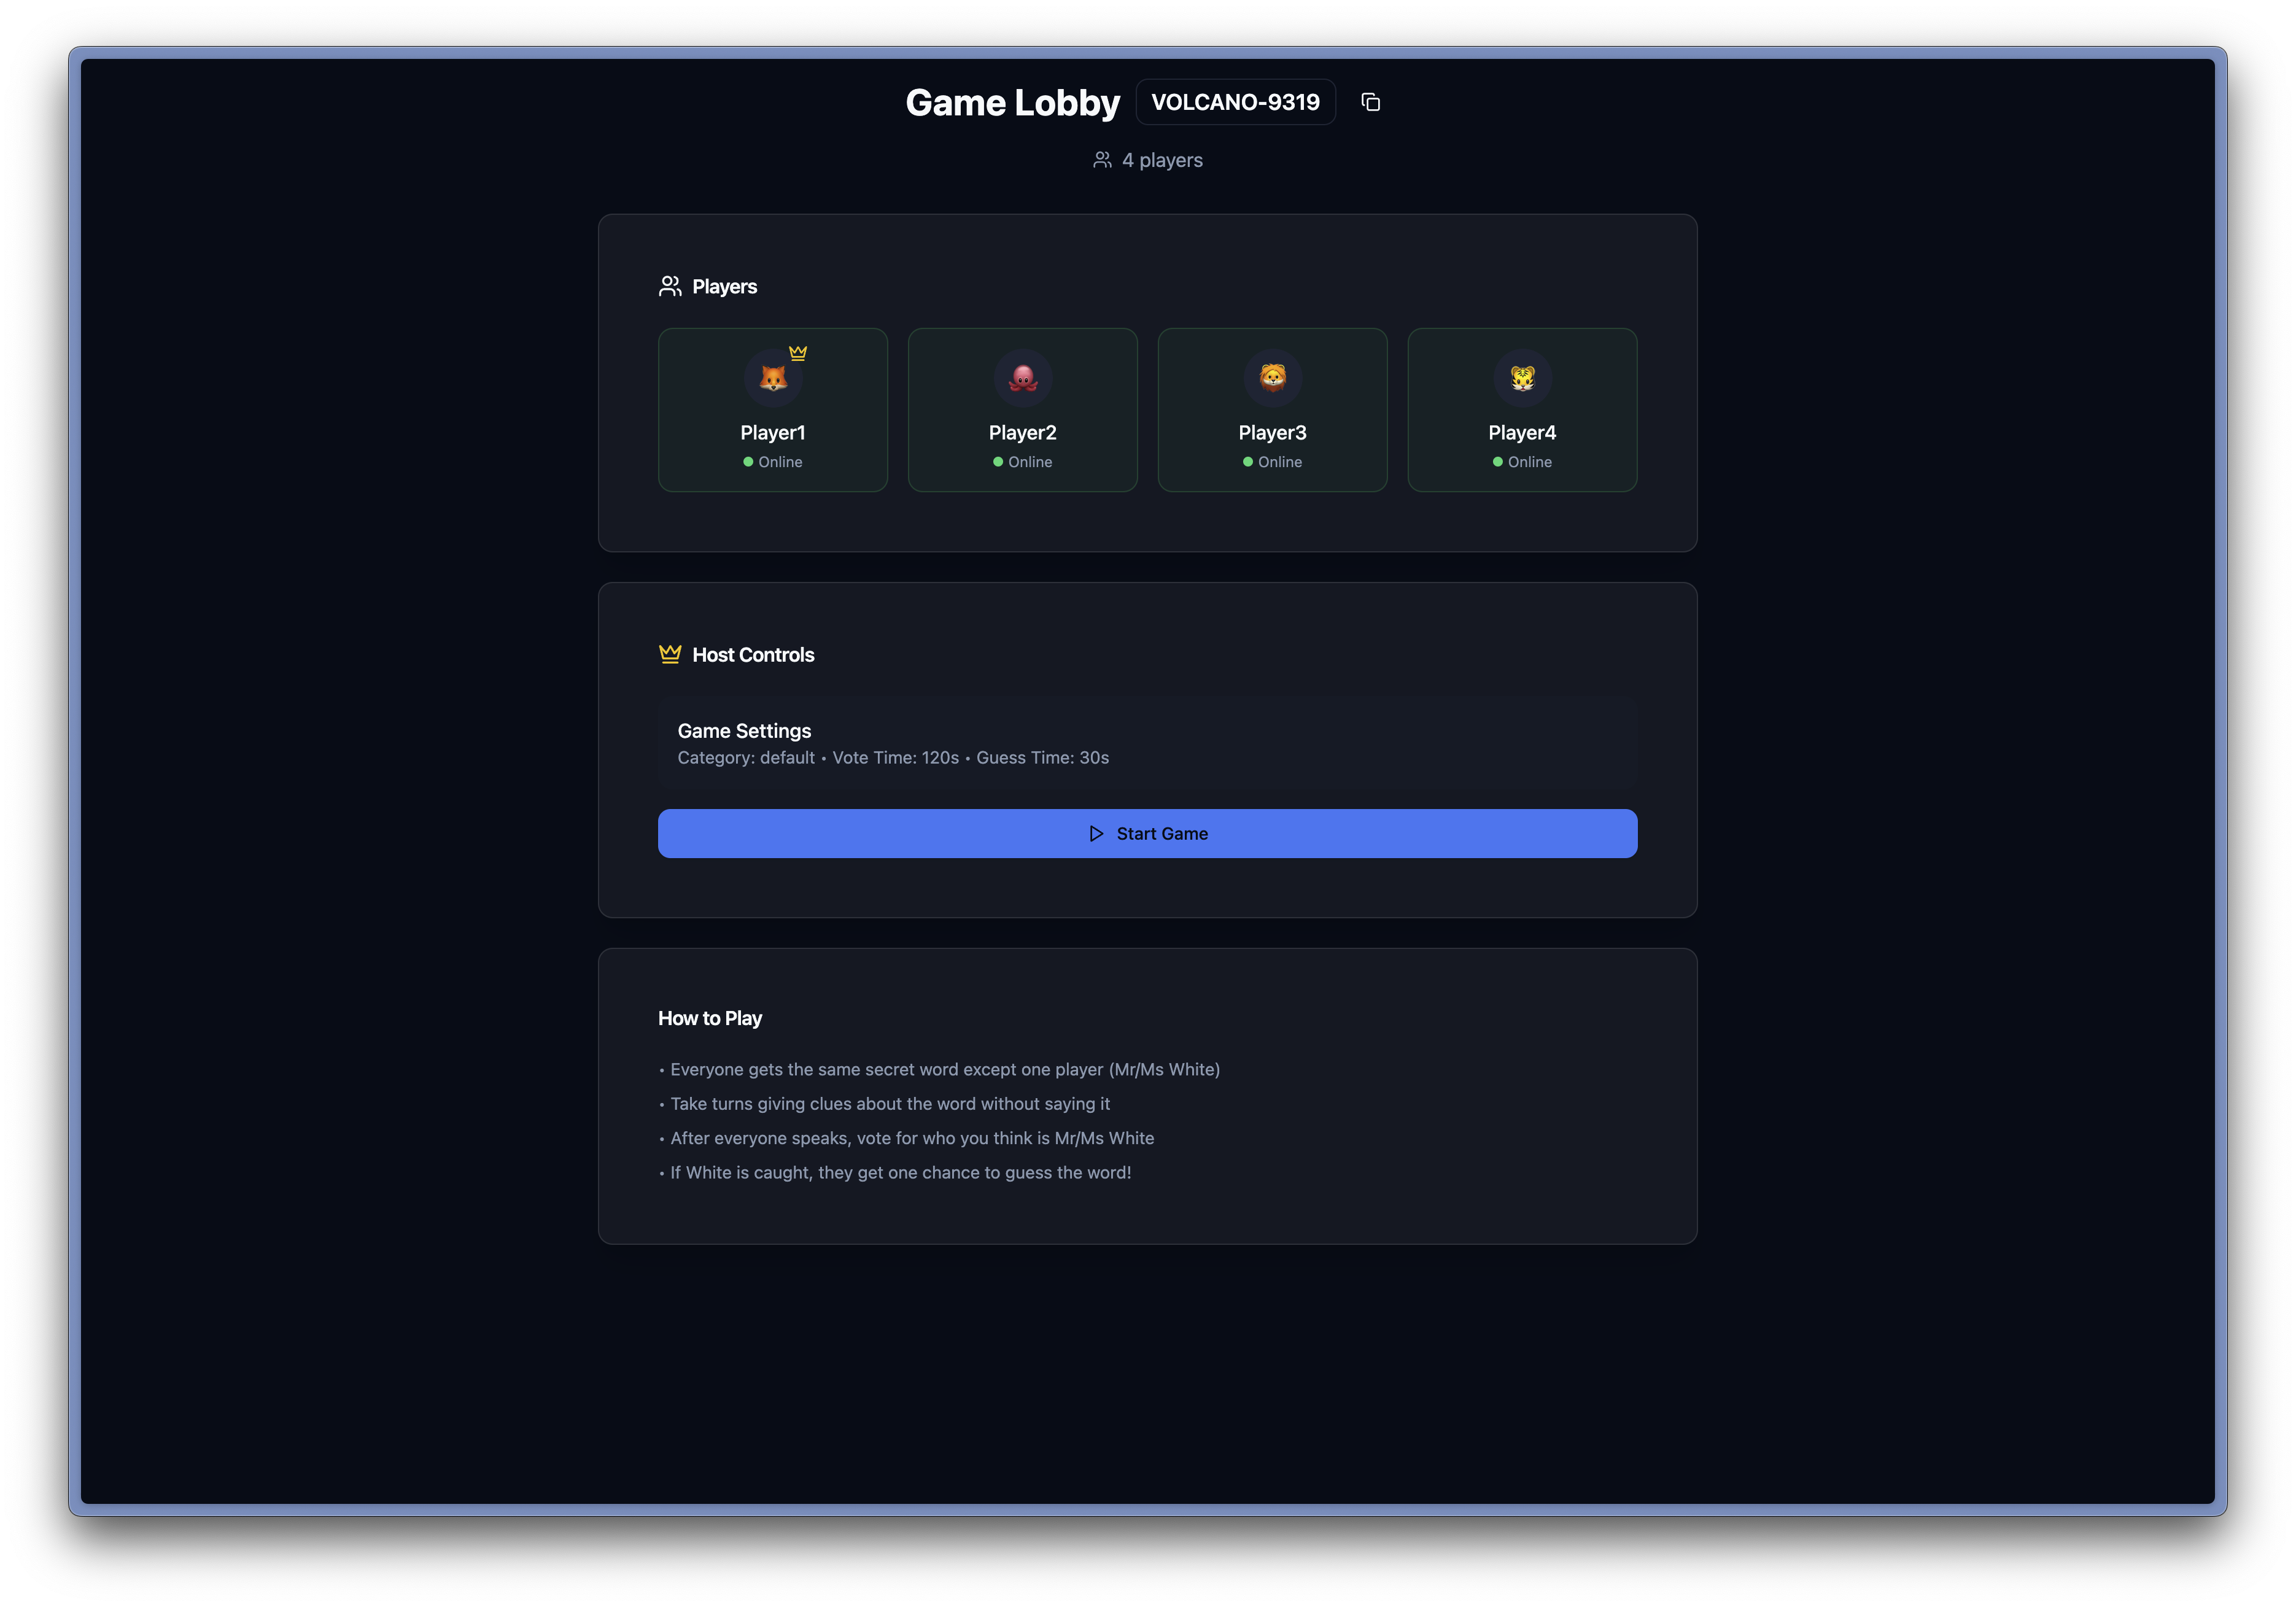 Game Lobby VOLCANO-9319
4 players
Players
Player1
Online
Player2
Online
Player3
Online
Player4
Online
Host Controls
Game Settings
Category: default • Vote Time: 120s • Guess Time: 30s
Start Game
How to Play
• Everyone gets the same secret word except one player (Mr/Ms White)
• Take turns giving clues about the word without saying it
• After everyone speaks, vote for who you think is Mr/Ms White
• If White is caught, they get one chance to guess the word!